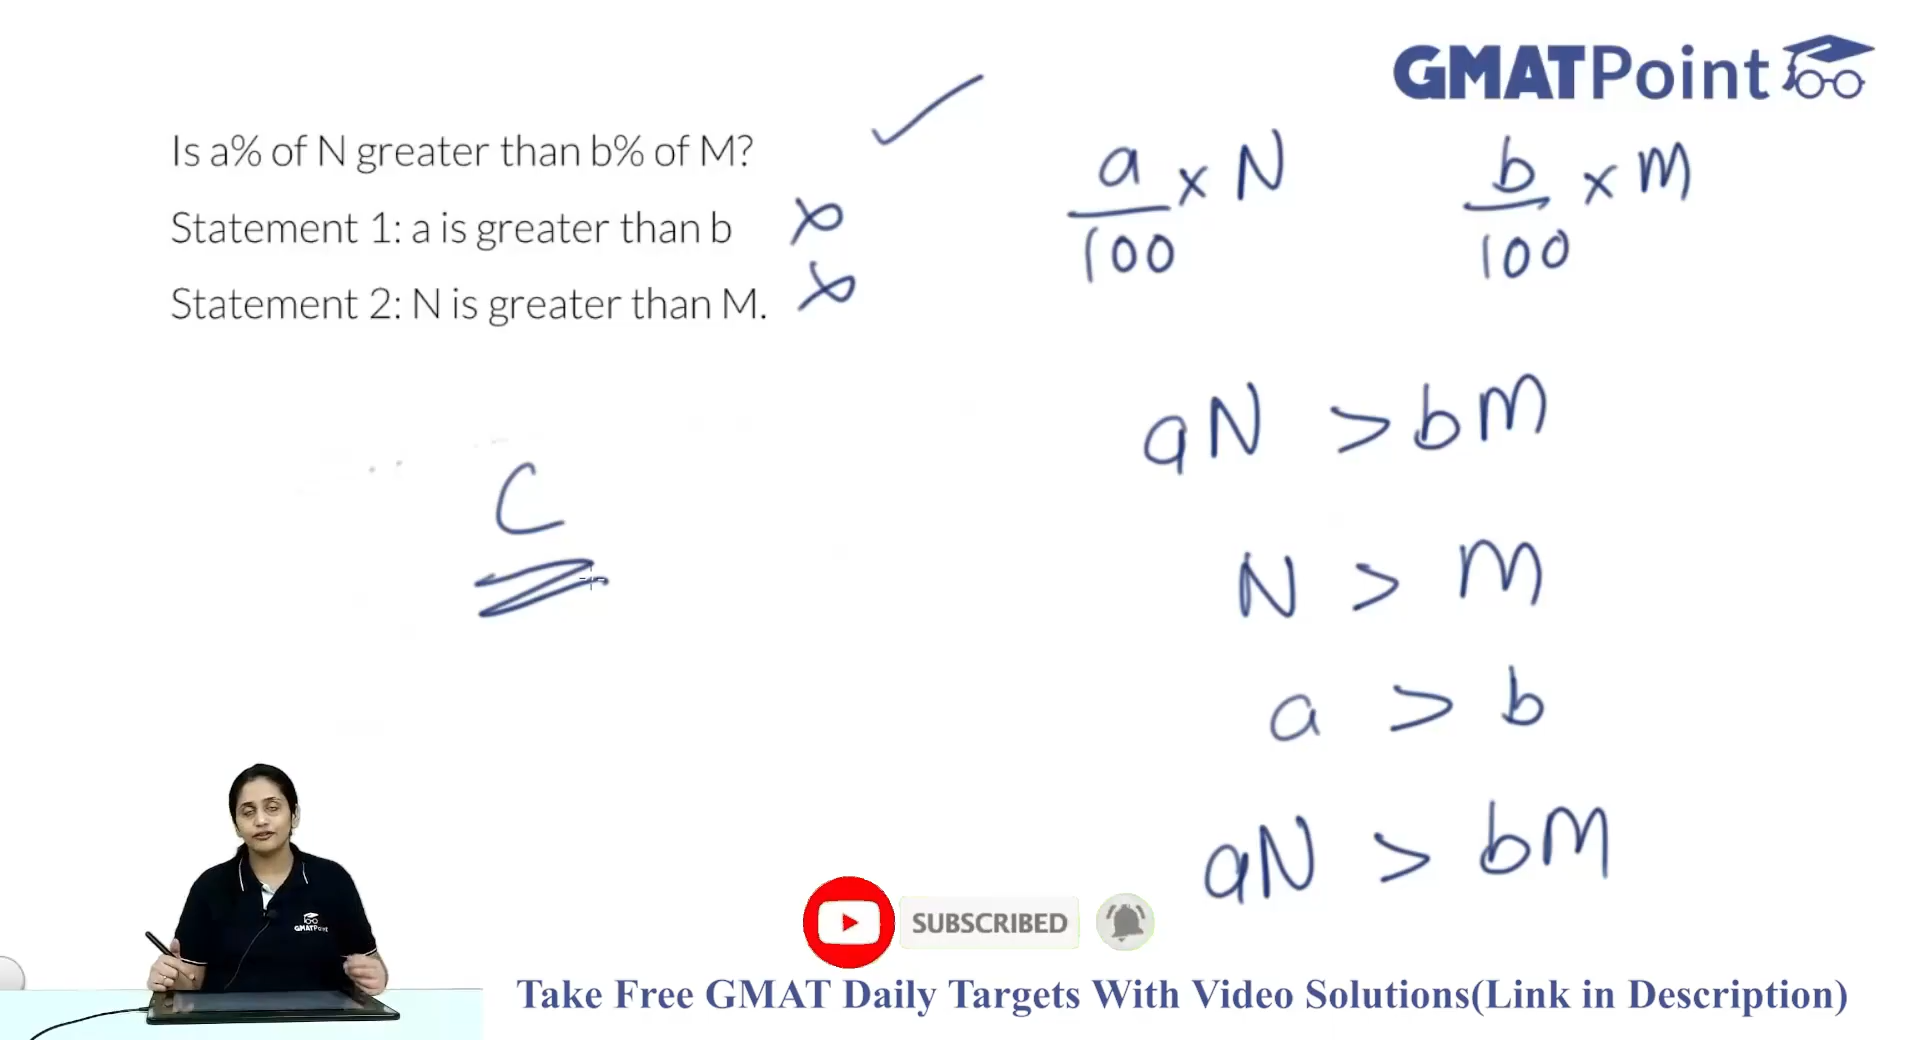 GMATPoint
Is a% of N greater than b% of M?
Statement 1: a is greater than b
Statement 2: N is greater than M.
a/100 × N
b/100 × M
aN > bM
C
N > M
a > b
aN > bM
GMATPoint
SUBSCRIBED
Take Free GMAT Daily Targets With Video Solutions(Link in Description)